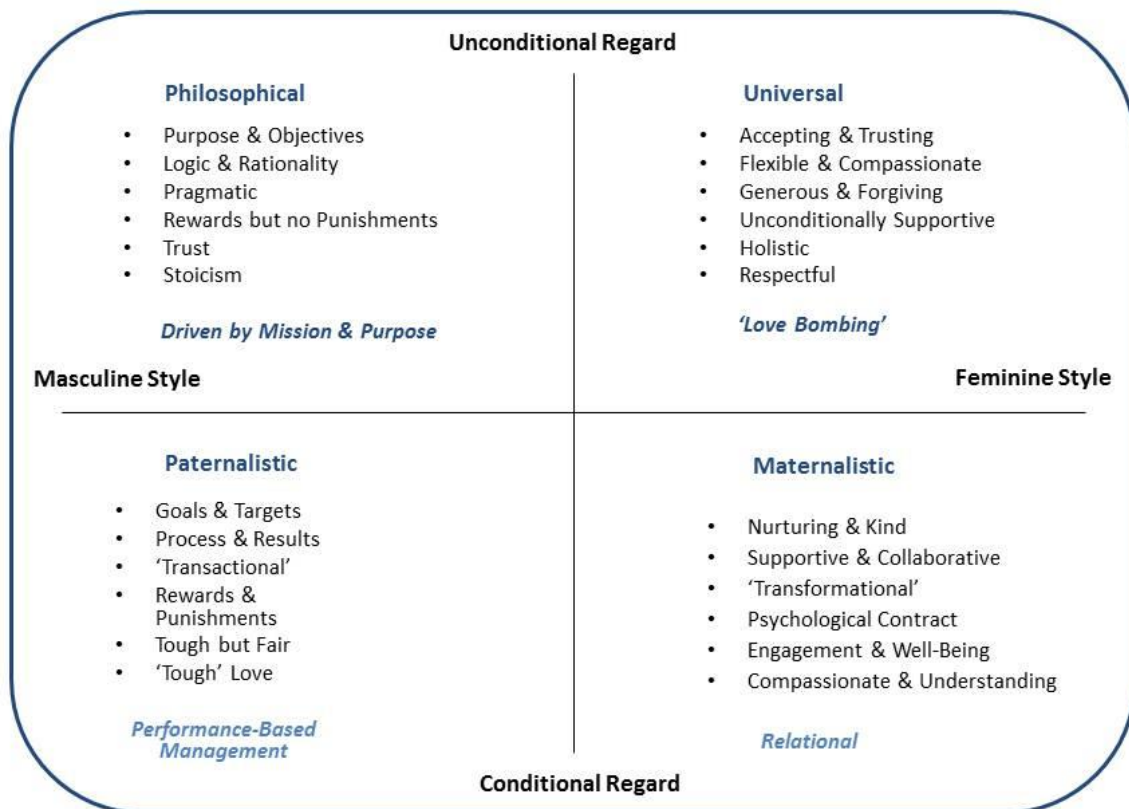 Unconditional Regard
Philosophical
• Purpose & Objectives
• Logic & Rationality
• Pragmatic
• Rewards but no Punishments
• Trust
• Stoicism
Driven by Mission & Purpose
Universal
• Accepting & Trusting
• Flexible & Compassionate
• Generous & Forgiving
• Unconditionally Supportive
• Holistic
• Respectful
‘Love Bombing’
Masculine Style
Feminine Style
Paternalistic
• Goals & Targets
• Process & Results
• ‘Transactional’
• Rewards &
Punishments
• Tough but Fair
• ‘Tough’ Love
Performance-Based
Management
Maternalistic
• Nurturing & Kind
• Supportive & Collaborative
• ‘Transformational’
• Psychological Contract
• Engagement & Well-Being
• Compassionate & Understanding
Relational
Conditional Regard